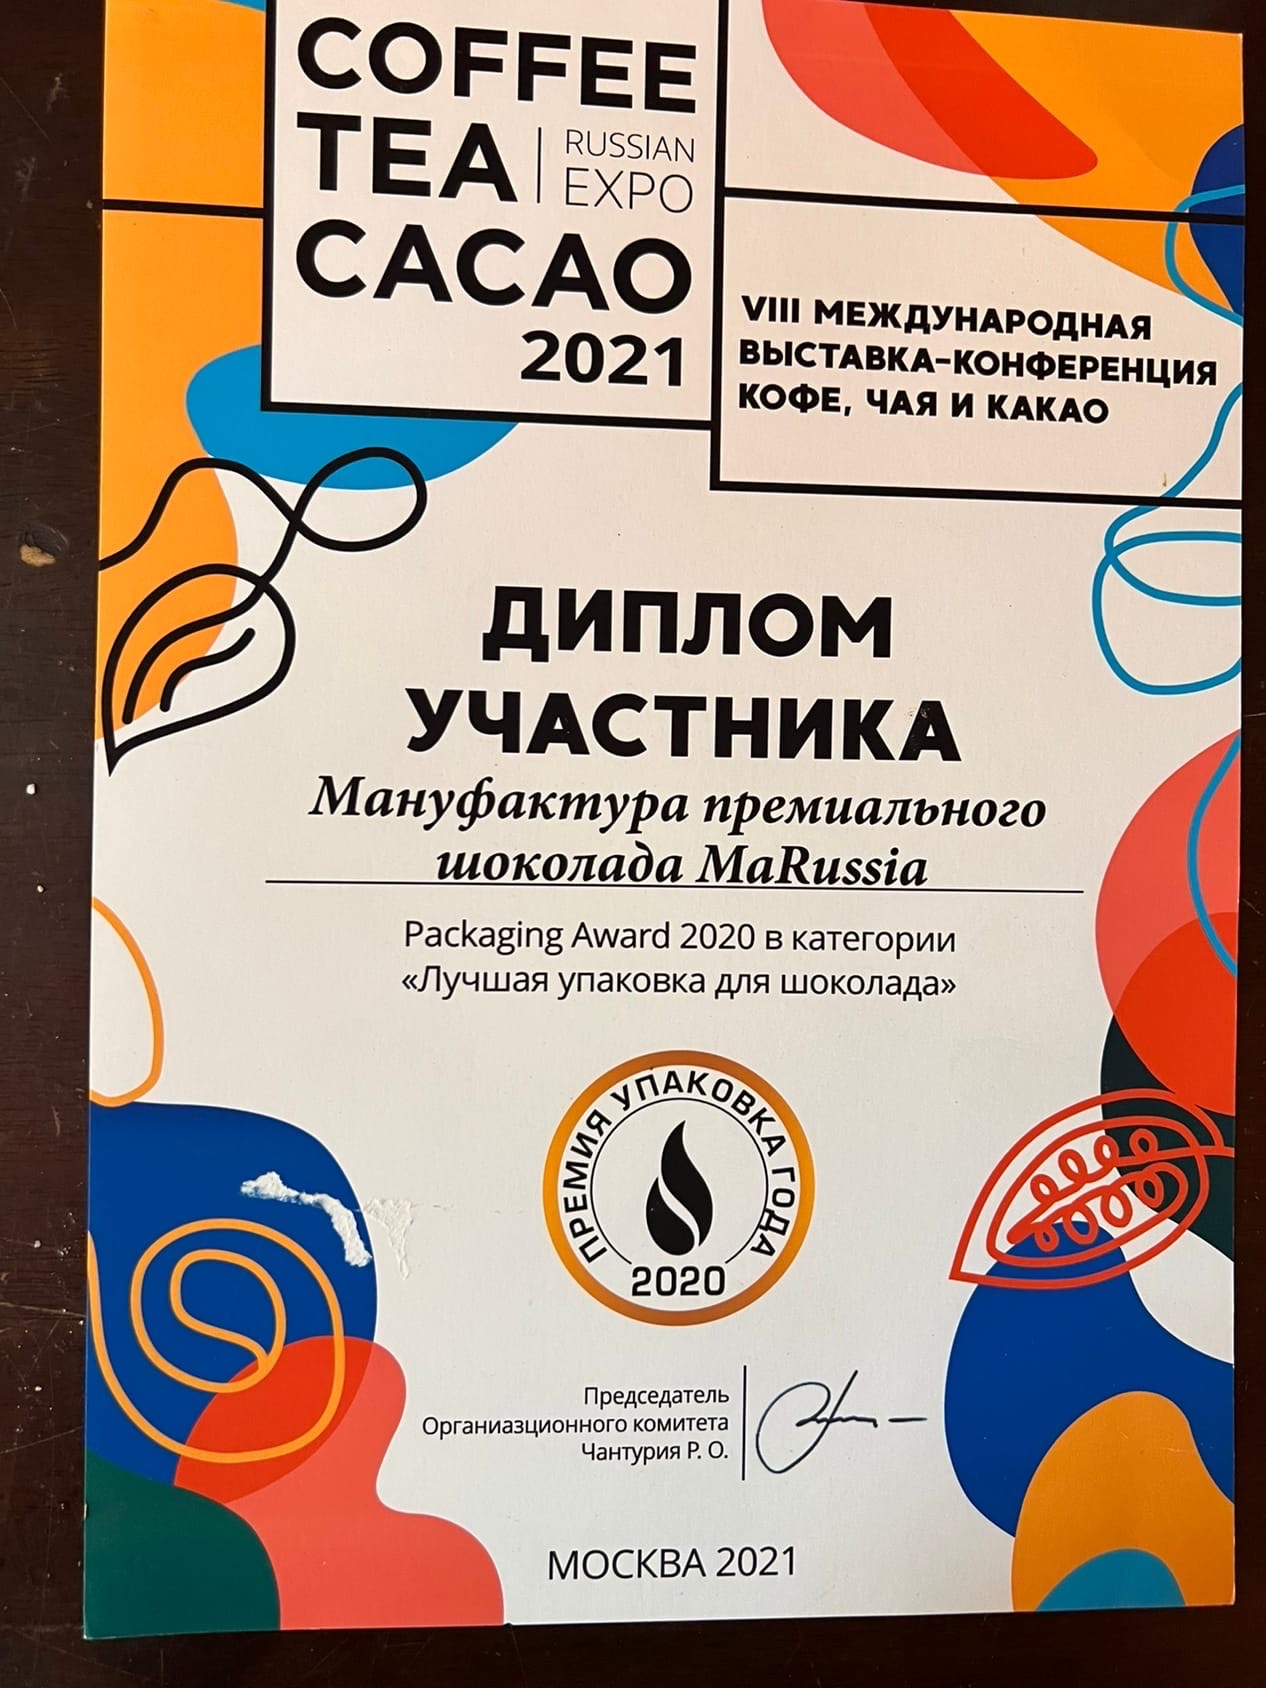 COFFEE
TEA
RUSSIAN
EXPO
CACAO
2021
VIII МЕЖДУНАРОДНАЯ
ВЫСТАВКА-КОНФЕРЕНЦИЯ
КОФЕ, ЧАЯ И КАКАО
ДИПЛОМ
УЧАСТНИКА
Мануфактура премиального
шоколада MaRussia
Packaging Award 2020 в категории
«Лучшая упаковка для шоколада»
ПРЕМИЯ УПАКОВКА ГОДА
2020
Председатель
Органиазционного комитета
Чантурия Р. О.
МОСКВА 2021